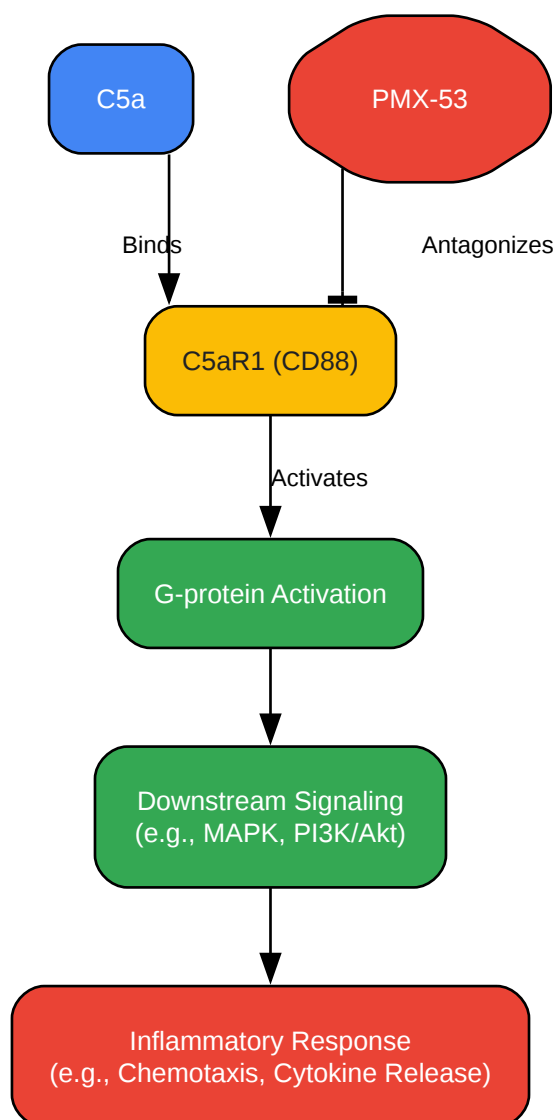 C5a
PMX-53
Binds
Antagonizes
C5aR1 (CD88)
Activates
G-protein Activation
Downstream Signaling
(e.g., MAPK, PI3K/Akt)
Inflammatory Response
(e.g., Chemotaxis, Cytokine Release)